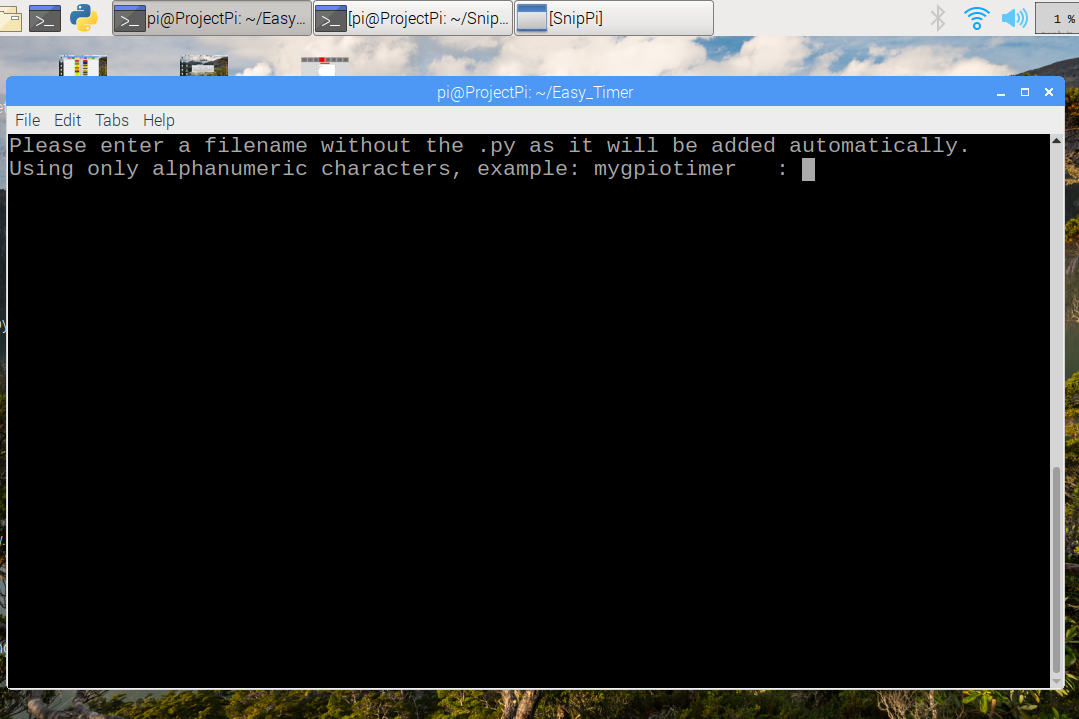 pi@ProjectPi: ~/Easy...
[pi@ProjectPi: ~/Snip...
[SnipPi]
1 %
pi@ProjectPi: ~/Easy_Timer
File Edit Tabs Help
Please enter a filename without the .py as it will be added automatically.
Using only alphanumeric characters, example: mygpiotimer :